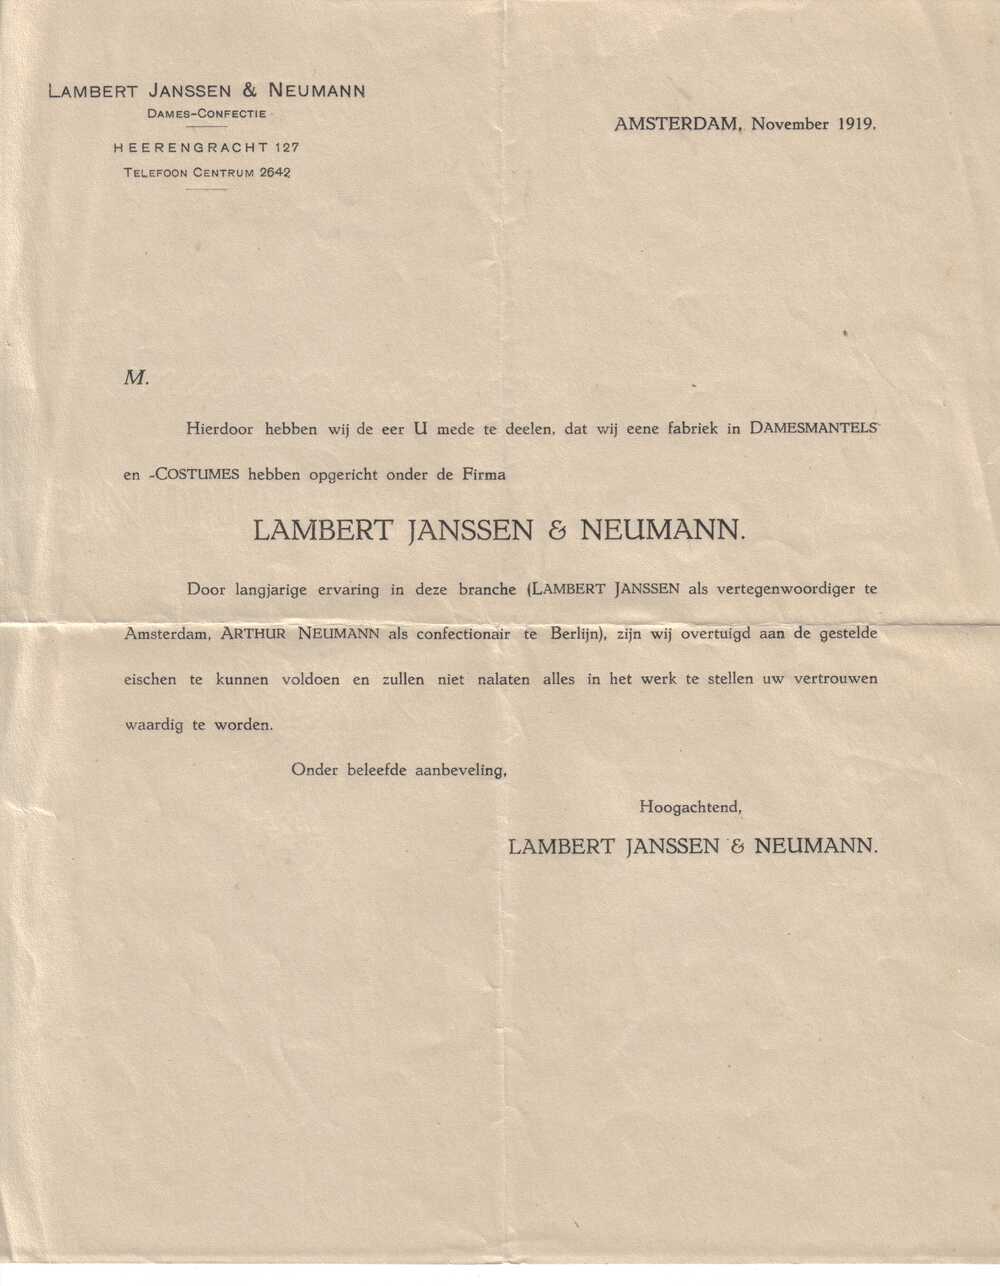 LAMBERT JANSSEN & NEUMANN
DAMES-CONFECTIE
HEERENGRACHT 127
TELEFOON CENTRUM 2642
AMSTERDAM, November 1919.
M.
Hierdoor hebben wij de eer U mede te deelen, dat wij eene fabriek in DAMESMANTELS
en -COSTUMES hebben opgericht onder de Firma
LAMBERT JANSSEN & NEUMANN.
Door langjarige ervaring in deze branche (LAMBERT JANSSEN als vertegenwoordiger te
Amsterdam, ARTHUR NEUMANN als confectionair te Berlijn), zijn wij overtuigd aan de gestelde
eischen te kunnen voldoen en zullen niet nalaten alles in het werk te stellen uw vertrouwen
waardig te worden.
Onder beleefde aanbeveling,
Hoogachtend,
LAMBERT JANSSEN & NEUMANN.